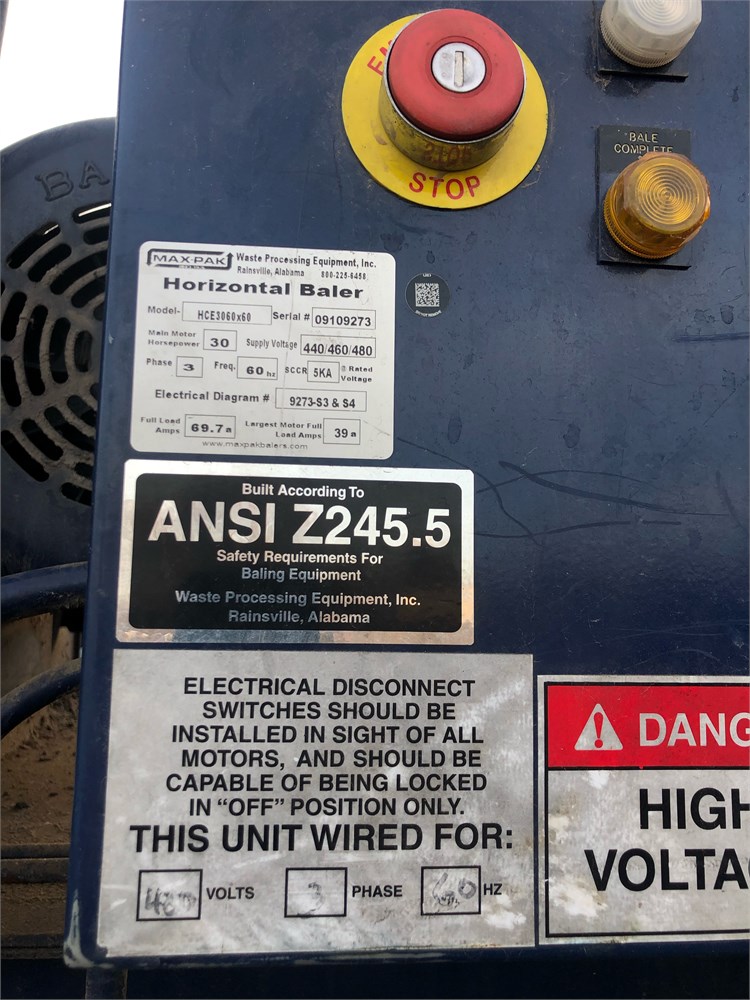 STOP
BALE
COMPLETE
BA
MAX-PAK
Waste Processing Equipment, Inc.
Rainsville, Alabama 800-225-6458
Horizontal Baler
Model- HCE3060x60 Serial # 09109273
Main Motor
Horsepower 30 Supply Voltage 440/460/480
Phase 3 Freq. 60 hz SCCR 5KA @ Rated
Voltage
Electrical Diagram # 9273-S3 & S4
Full Load
Amps 69.7a Largest Motor Full
Load Amps 39a
www.maxpakbalers.com
Built According To
ANSI Z245.5
Safety Requirements For
Baling Equipment
Waste Processing Equipment, Inc.
Rainsville, Alabama
ELECTRICAL DISCONNECT
SWITCHES SHOULD BE
INSTALLED IN SIGHT OF ALL
MOTORS, AND SHOULD BE
CAPABLE OF BEING LOCKED
IN “OFF” POSITION ONLY.
THIS UNIT WIRED FOR:
480 VOLTS 3 PHASE 60 HZ
DANG
HIGH
VOLTA